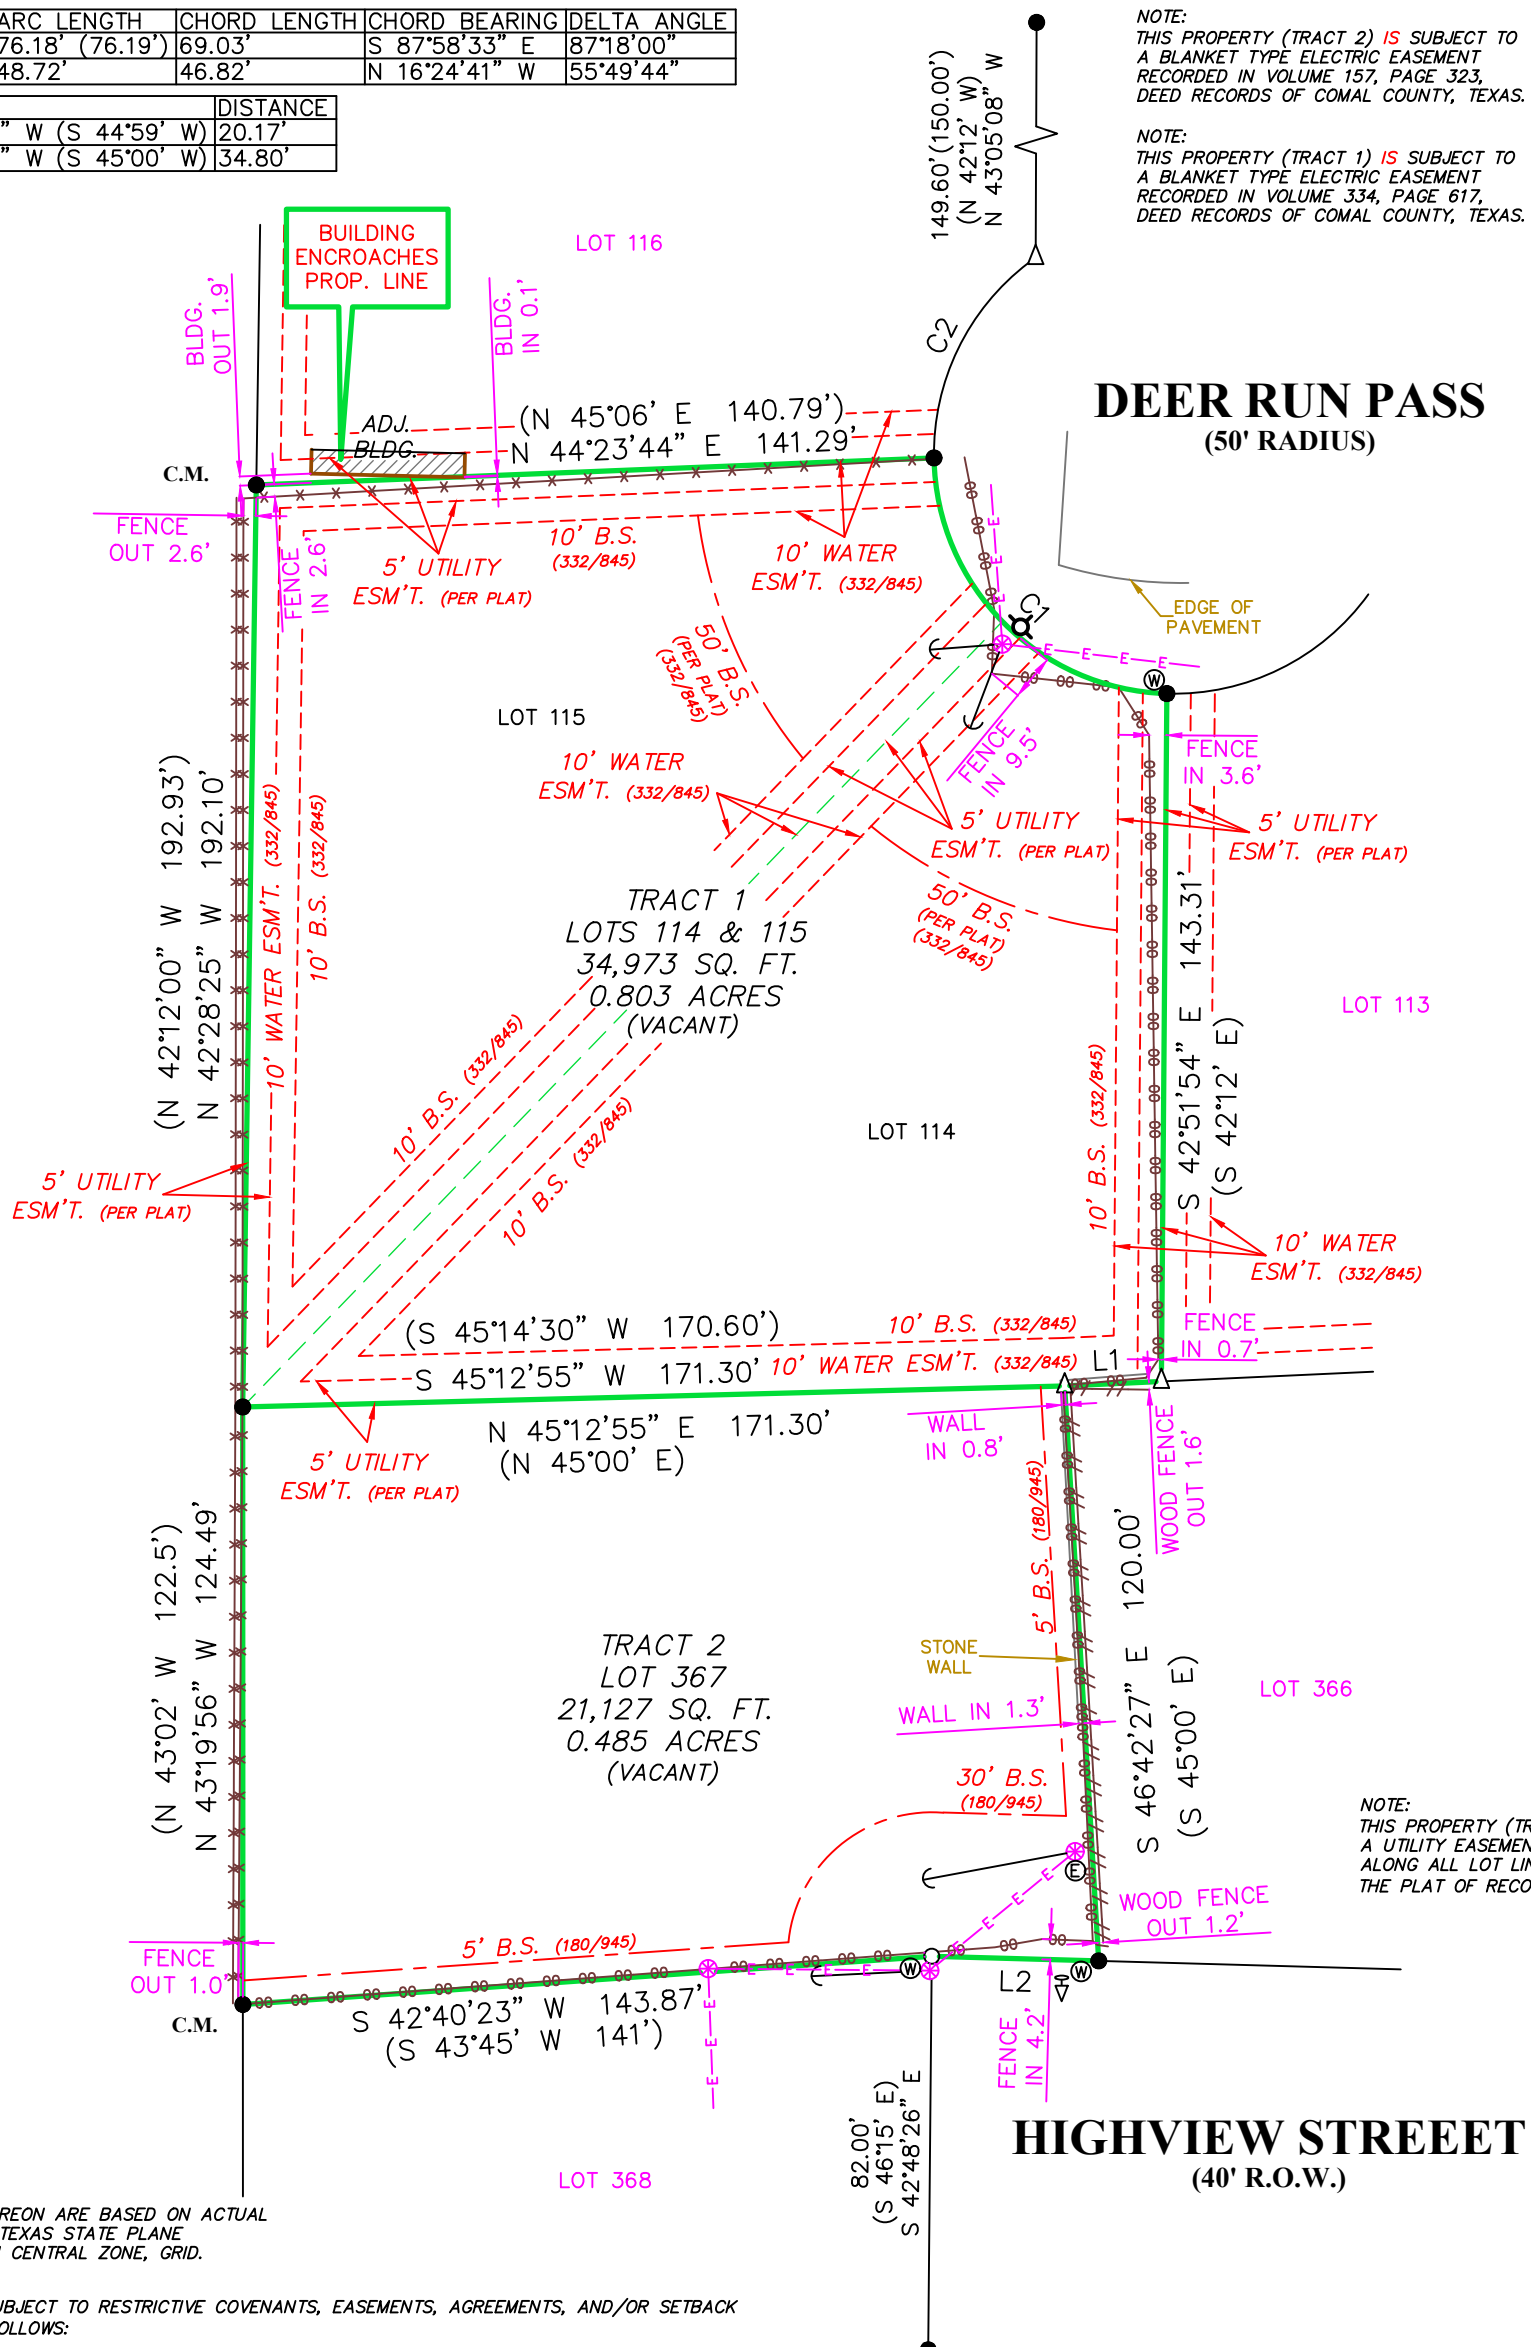 ARC LENGTH CHORD LENGTH CHORD BEARING DELTA ANGLE
76.18' (76.19') 69.03' S 87°58'33" E 87°18'00"
48.72' 46.82' N 16°24'41" W 55°49'44"
DISTANCE
" W (S 44°59' W) 20.17'
" W (S 45°00' W) 34.80'
149.60'(150.00')
(N 42°12' W)
N 43°05'08" W
NOTE:
THIS PROPERTY (TRACT 2) IS SUBJECT TO
A BLANKET TYPE ELECTRIC EASEMENT
RECORDED IN VOLUME 157, PAGE 323,
DEED RECORDS OF COMAL COUNTY, TEXAS.
NOTE:
THIS PROPERTY (TRACT 1) IS SUBJECT TO
A BLANKET TYPE ELECTRIC EASEMENT
RECORDED IN VOLUME 334, PAGE 617,
DEED RECORDS OF COMAL COUNTY, TEXAS.
BUILDING
ENCROACHES
PROP. LINE
LOT 116
BLDG.
OUT 1.9'
BLDG.
IN 0.1'
C2
DEER RUN PASS
(50' RADIUS)
ADJ.
BLDG.
(N 45°06' E 140.79')
N 44°23'44" E 141.29'
C.M.
FENCE
OUT 2.6'
FENCE
IN 2.6'
5' UTILITY
ESM'T. (PER PLAT)
10' B.S.
(332/845)
10' WATER
ESM'T. (332/845)
C1
EDGE OF
PAVEMENT
50' B.S.
(PER PLAT)
(332/845)
LOT 115
10' WATER
ESM'T. (332/845)
FENCE
IN 9.5'
FENCE
IN 3.6'
5' UTILITY
ESM'T. (PER PLAT)
5' UTILITY
ESM'T. (PER PLAT)
50' B.S.
(PER PLAT)
(332/845)
(N 42°12'00" W 192.93')
N 42°28'25" W 192.10'
10' WATER ESM'T. (332/845)
10' B.S. (332/845)
TRACT 1
LOTS 114 & 115
34,973 SQ. FT.
0.803 ACRES
(VACANT)
LOT 113
S 42°51'54" E 143.31'
(S 42°12' E)
10' B.S. (332/845)
10' B.S. (332/845)
10' B.S. (332/845)
LOT 114
5' UTILITY
ESM'T. (PER PLAT)
10' WATER
ESM'T. (332/845)
(S 45°14'30" W 170.60')
S 45°12'55" W 171.30'
10' B.S. (332/845)
10' WATER ESM'T. (332/845)
L1
FENCE
IN 0.7'
N 45°12'55" E 171.30'
(N 45°00' E)
5' UTILITY
ESM'T. (PER PLAT)
WALL
IN 0.8'
WOOD FENCE
OUT 1.6'
5' B.S. (180/945)
(N 43°02' W 122.5')
N 43°19'56" W 124.49'
S 46°42'27" E 120.00'
(S 45°00' E)
TRACT 2
LOT 367
21,127 SQ. FT.
0.485 ACRES
(VACANT)
STONE
WALL
WALL IN 1.3'
LOT 366
30' B.S.
(180/945)
NOTE:
THIS PROPERTY (TR
A UTILITY EASEMEN
ALONG ALL LOT LIN
THE PLAT OF RECO
E
WOOD FENCE
OUT 1.2'
5' B.S. (180/945)
FENCE
OUT 1.0'
C.M.
S 42°40'23" W 143.87'
(S 43°45' W 141')
W
W
W
L2
FENCE
IN 4.2'
82.00'
(S 46°15' E)
S 42°48'26" E
HIGHVIEW STREEET
(40' R.O.W.)
LOT 368
REON ARE BASED ON ACTUAL
TEXAS STATE PLANE
CENTRAL ZONE, GRID.
UBJECT TO RESTRICTIVE COVENANTS, EASEMENTS, AGREEMENTS, AND/OR SETBACK
OLLOWS: